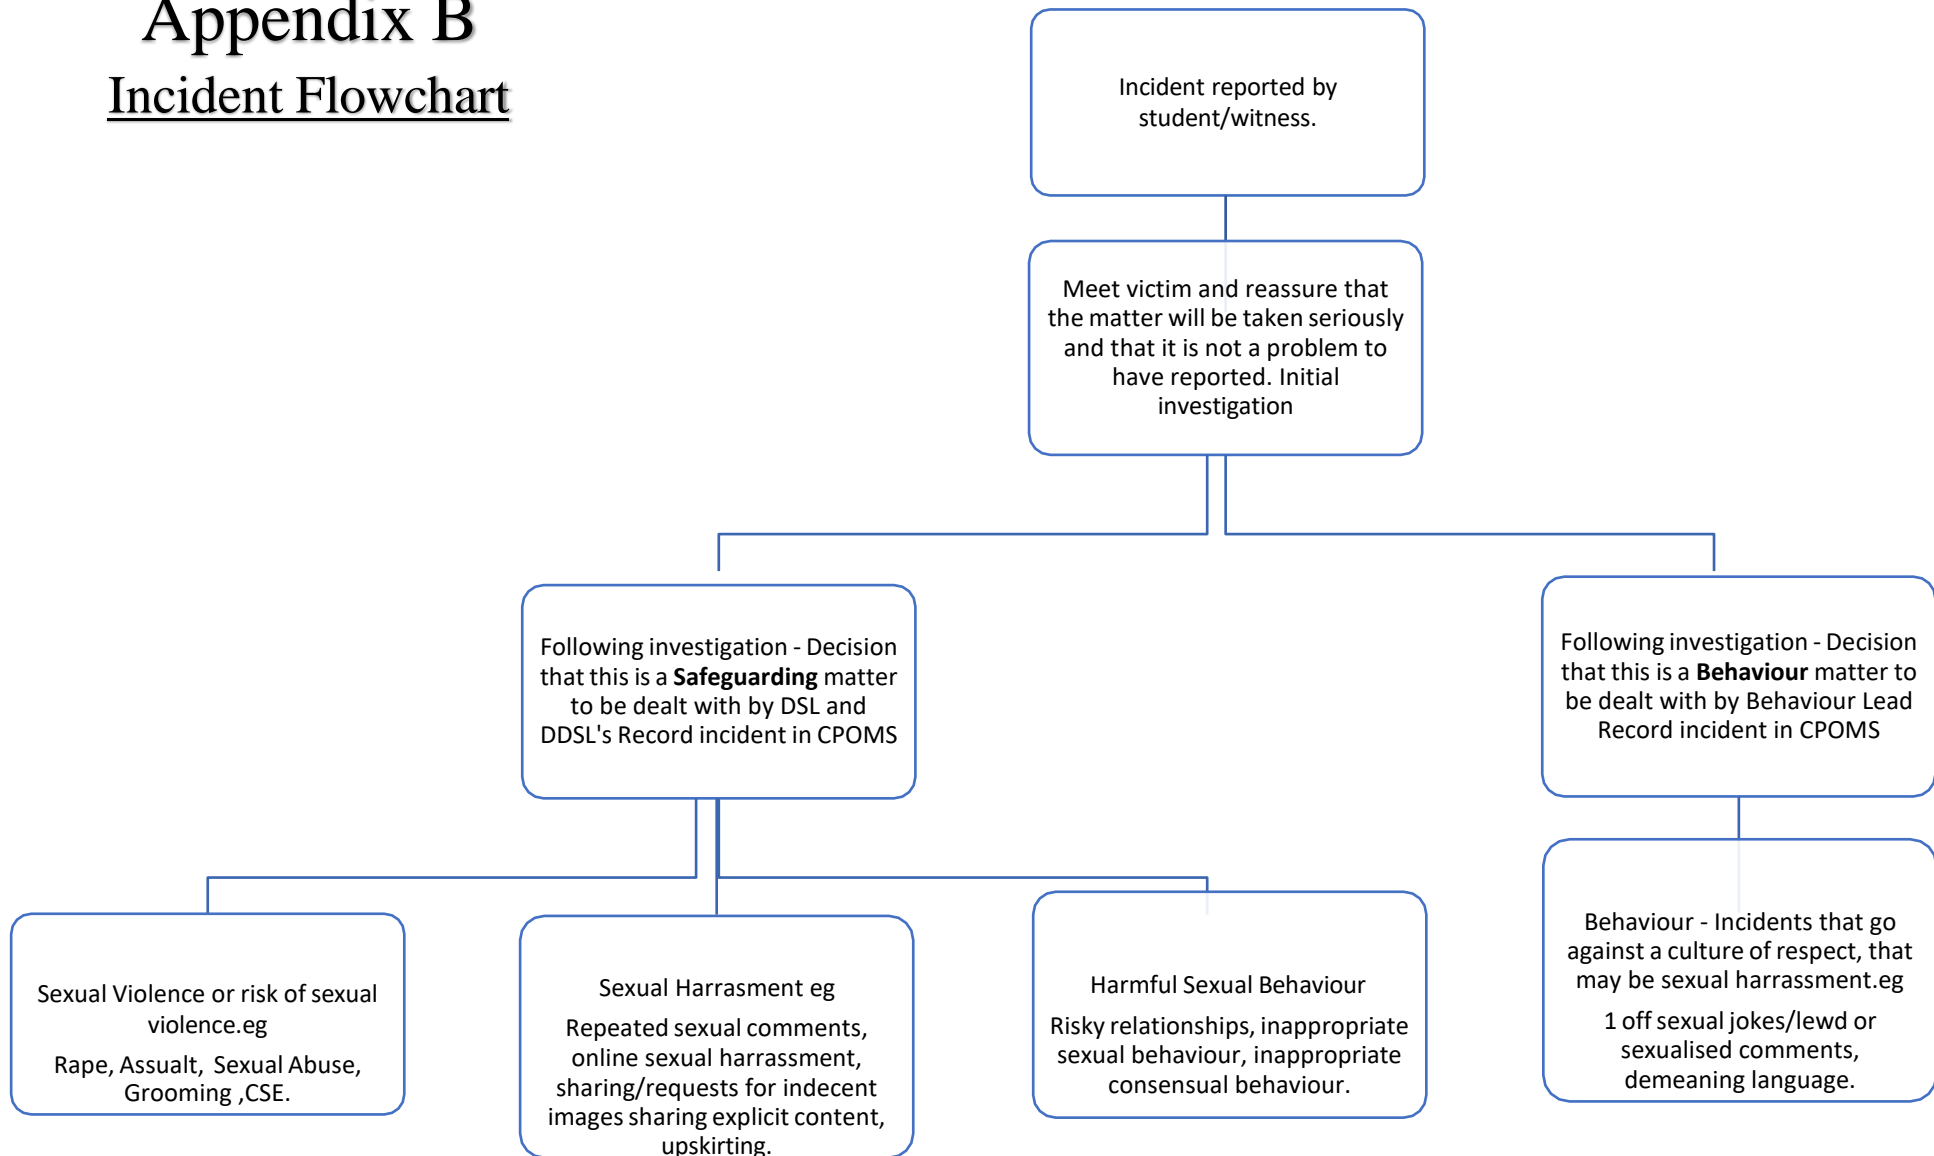 Appendix B
Incident Flowchart
Incident reported by
student/witness.
Meet victim and reassure that
the matter will be taken seriously
and that it is not a problem to
have reported. Initial
investigation
Following investigation - Decision
that this is a Safeguarding matter
to be dealt with by DSL and
DDSL's Record incident in CPOMS
Following investigation - Decision
that this is a Behaviour matter to
be dealt with by Behaviour Lead
Record incident in CPOMS
Sexual Violence or risk of sexual
violence.eg
Rape, Assualt, Sexual Abuse,
Grooming ,CSE.
Sexual Harrasment eg
Repeated sexual comments,
online sexual harrassment,
sharing/requests for indecent
images sharing explicit content,
upskirting.
Harmful Sexual Behaviour
Risky relationships, inappropriate
sexual behaviour, inappropriate
consensual behaviour.
Behaviour - Incidents that go
against a culture of respect, that
may be sexual harrassment.eg
1 off sexual jokes/lewd or
sexualised comments,
demeaning language.